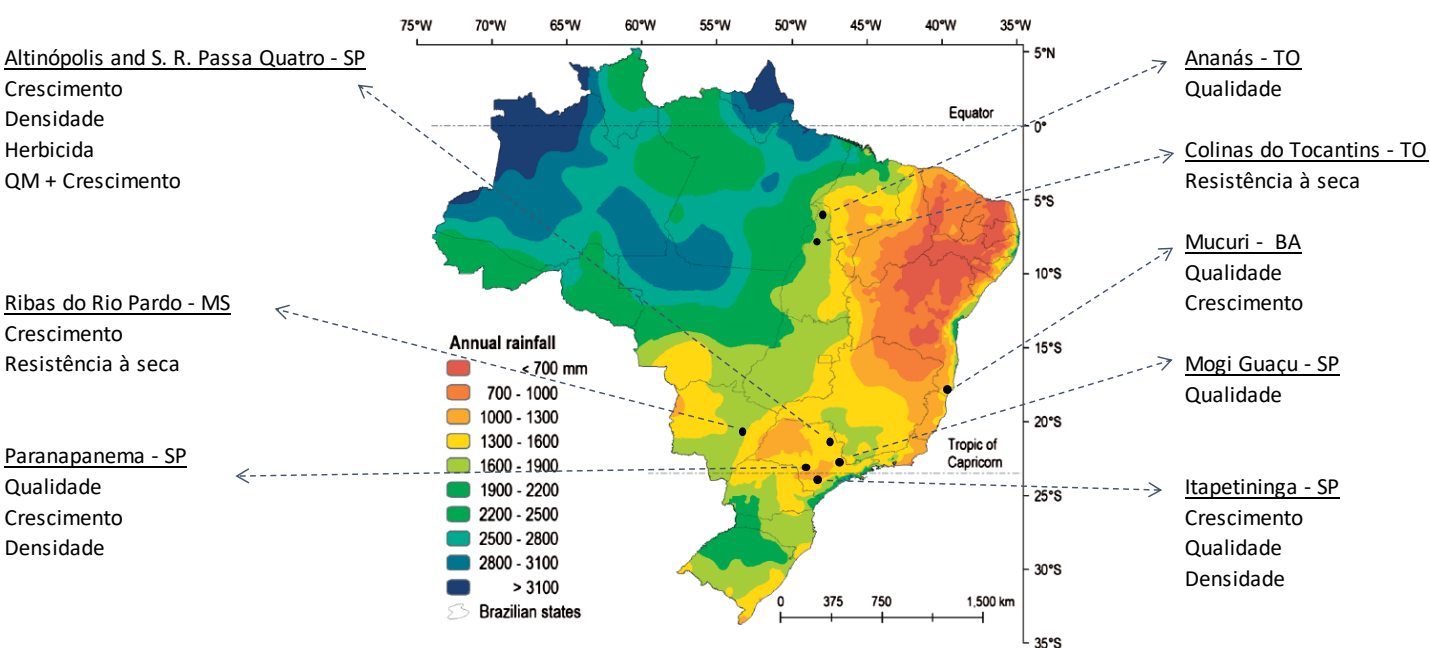 75°W 70°W 65°W 60°W 55°W 50°W 45°W 40°W 35°W
Altinópolis and S. R. Passa Quatro - SP
Crescimento
Densidade
Herbicida
QM + Crescimento
Ribas do Rio Pardo - MS
Crescimento
Resistência à seca
Paranapanema - SP
Qualidade
Crescimento
Densidade
Annual rainfall
< 700 mm
700 - 1000
1000 - 1300
1300 - 1600
1600 - 1900
1900 - 2200
2200 - 2500
2500 - 2800
2800 - 3100
> 3100
Brazilian states
Equator
Tropic of
Capricorn
0 375 750 1,500 km
5°N
0°
5°S
10°S
15°S
20°S
25°S
30°S
35°S
Ananás - TO
Qualidade
Colinas do Tocantins - TO
Resistência à seca
Mucuri - BA
Qualidade
Crescimento
Mogi Guaçu - SP
Qualidade
Itapetininga - SP
Crescimento
Qualidade
Densidade